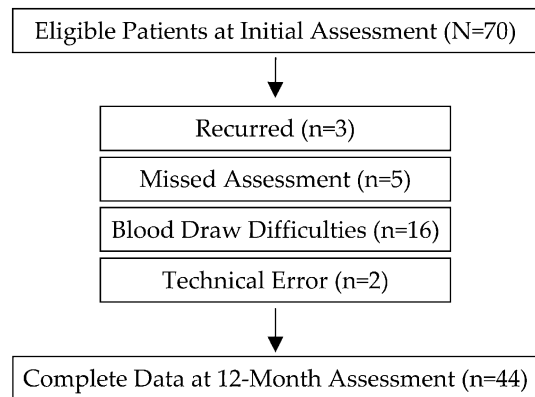 Eligible Patients at Initial Assessment (N=70)
Recurred (n=3)
Missed Assessment (n=5)
Blood Draw Difficulties (n=16)
Technical Error (n=2)
Complete Data at 12-Month Assessment (n=44)